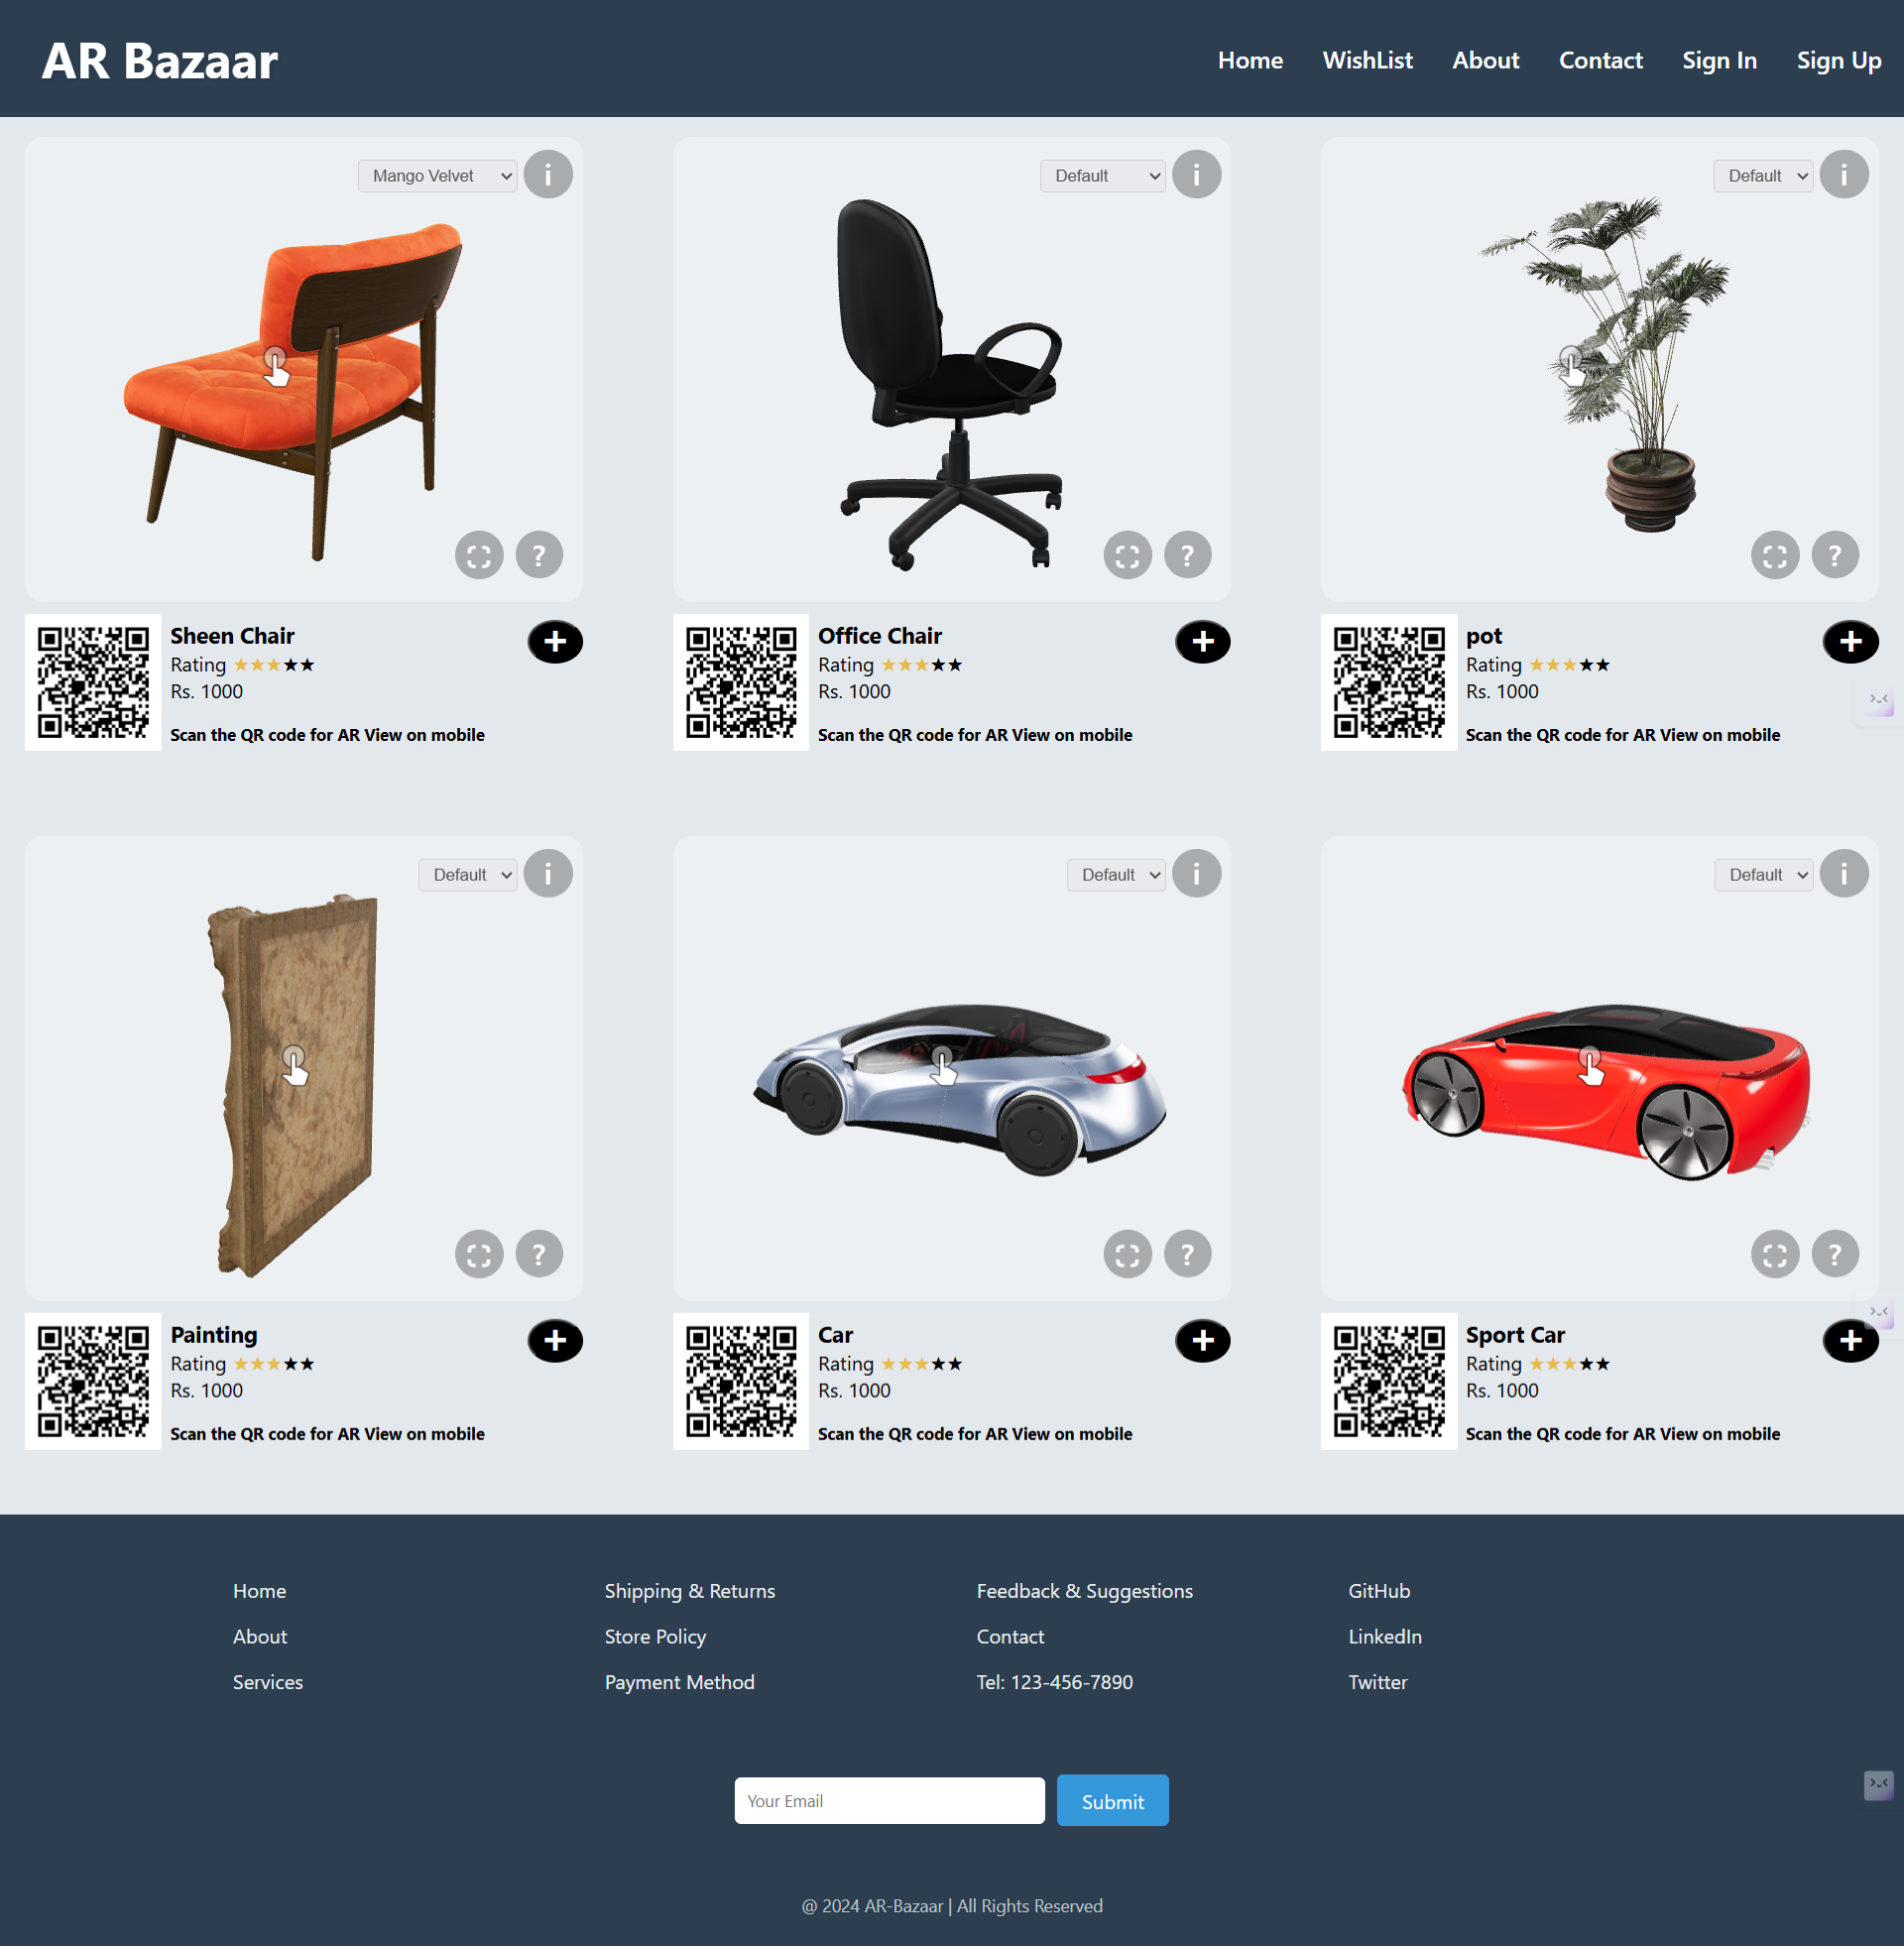 AR Bazaar
Home WishList About Contact Sign In Sign Up
Mango Velvet i
Default i
Default i
?
?
?
Sheen Chair
Rating ★★★★★
Rs. 1000
Scan the QR code for AR View on mobile
+
Office Chair
Rating ★★★★★
Rs. 1000
Scan the QR code for AR View on mobile
+
pot
Rating ★★★★★
Rs. 1000
Scan the QR code for AR View on mobile
+
Default i
Default i
Default i
?
?
?
Painting
Rating ★★★★★
Rs. 1000
Scan the QR code for AR View on mobile
+
Car
Rating ★★★★★
Rs. 1000
Scan the QR code for AR View on mobile
+
Sport Car
Rating ★★★★★
Rs. 1000
Scan the QR code for AR View on mobile
+
Home
About
Services
Shipping & Returns
Store Policy
Payment Method
Feedback & Suggestions
Contact
Tel: 123-456-7890
GitHub
LinkedIn
Twitter
Your Email
Submit
@ 2024 AR-Bazaar | All Rights Reserved